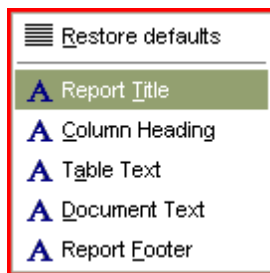 Restore defaults
Report Title
Column Heading
Table Text
Document Text
Report Footer